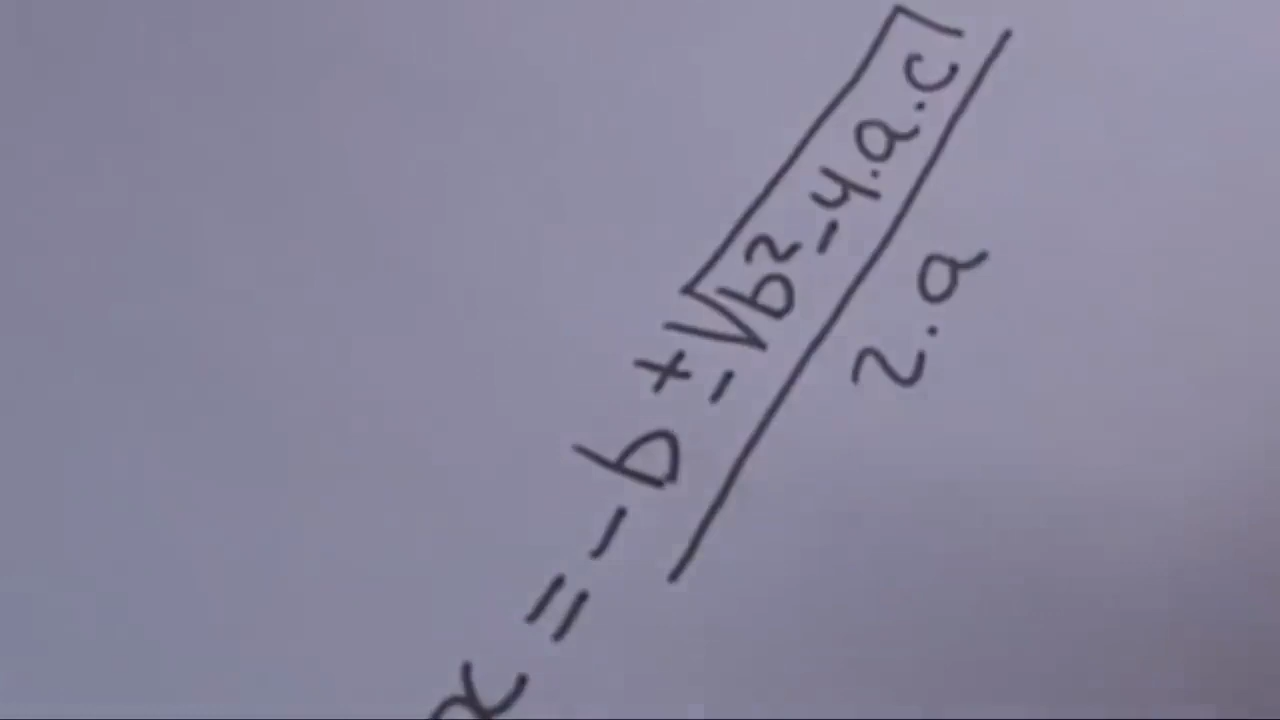 x = -b ± √b² - 4.a.c
2.a